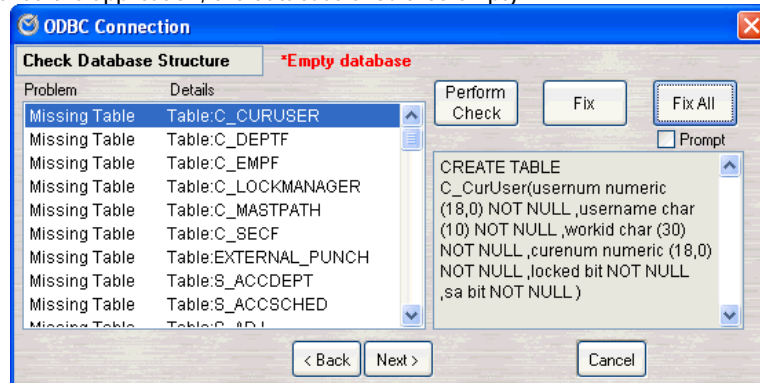 ODBC Connection
Check Database Structure *Empty database
Problem Details
Missing Table Table:C_CURUSER
Missing Table Table:C_DEPTF
Missing Table Table:C_EMPF
Missing Table Table:C_LOCKMANAGER
Missing Table Table:C_MASTPATH
Missing Table Table:C_SECF
Missing Table Table:EXTERNAL_PUNCH
Missing Table Table:S_ACCDEPT
Missing Table Table:S_ACCSCHED
Missing Table
Perform
Check
Fix
Fix All
Prompt
CREATE TABLE
C_CurUser(usernum numeric
(18,0) NOT NULL ,username char
(10) NOT NULL ,workid char (30)
NOT NULL ,curenum numeric (18,0)
NOT NULL ,locked bit NOT NULL
,sa bit NOT NULL )
< Back
Next >
Cancel